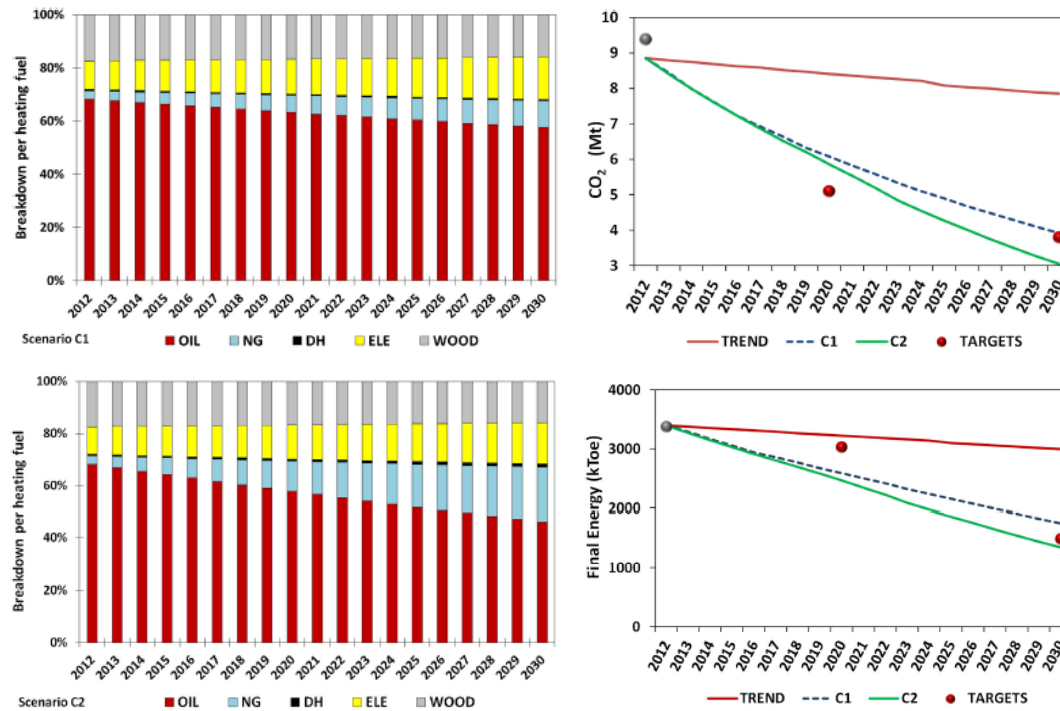 Breakdown per heating fuel
100%
80%
60%
40%
20%
0%
2012 2013 2014 2015 2016 2017 2018 2019 2020 2021 2022 2023 2024 2025 2026 2027 2028 2029 2030
Scenario C1 OIL NG DH ELE WOOD
CO2 (Mt)
10
9
8
7
6
5
4
3
2012 2013 2014 2015 2016 2017 2018 2019 2020 2021 2022 2023 2024 2025 2026 2027 2028 2029 2030
TREND C1 C2 TARGETS
Breakdown per heating fuel
100%
80%
60%
40%
20%
0%
2012 2013 2014 2015 2016 2017 2018 2019 2020 2021 2022 2023 2024 2025 2026 2027 2028 2029 2030
Scenario C2 OIL NG DH ELE WOOD
Final Energy (kToe)
4000
3000
2000
1000
0
2012 2013 2014 2015 2016 2017 2018 2019 2020 2021 2022 2023 2024 2025 2026 2027 2028 2029 2030
TREND C1 C2 TARGETS